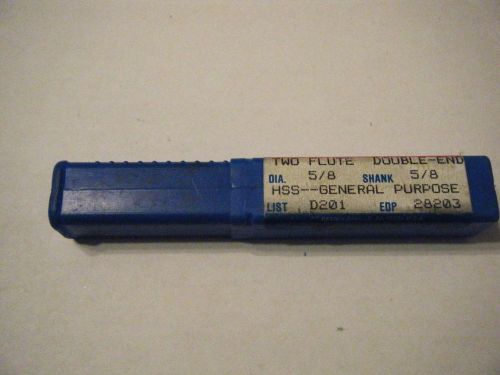 TWO FLUTE DOUBLE-END
DIA. 5/8 SHANK 5/8
HSS--GENERAL PURPOSE
LIST D201 EDP 28203